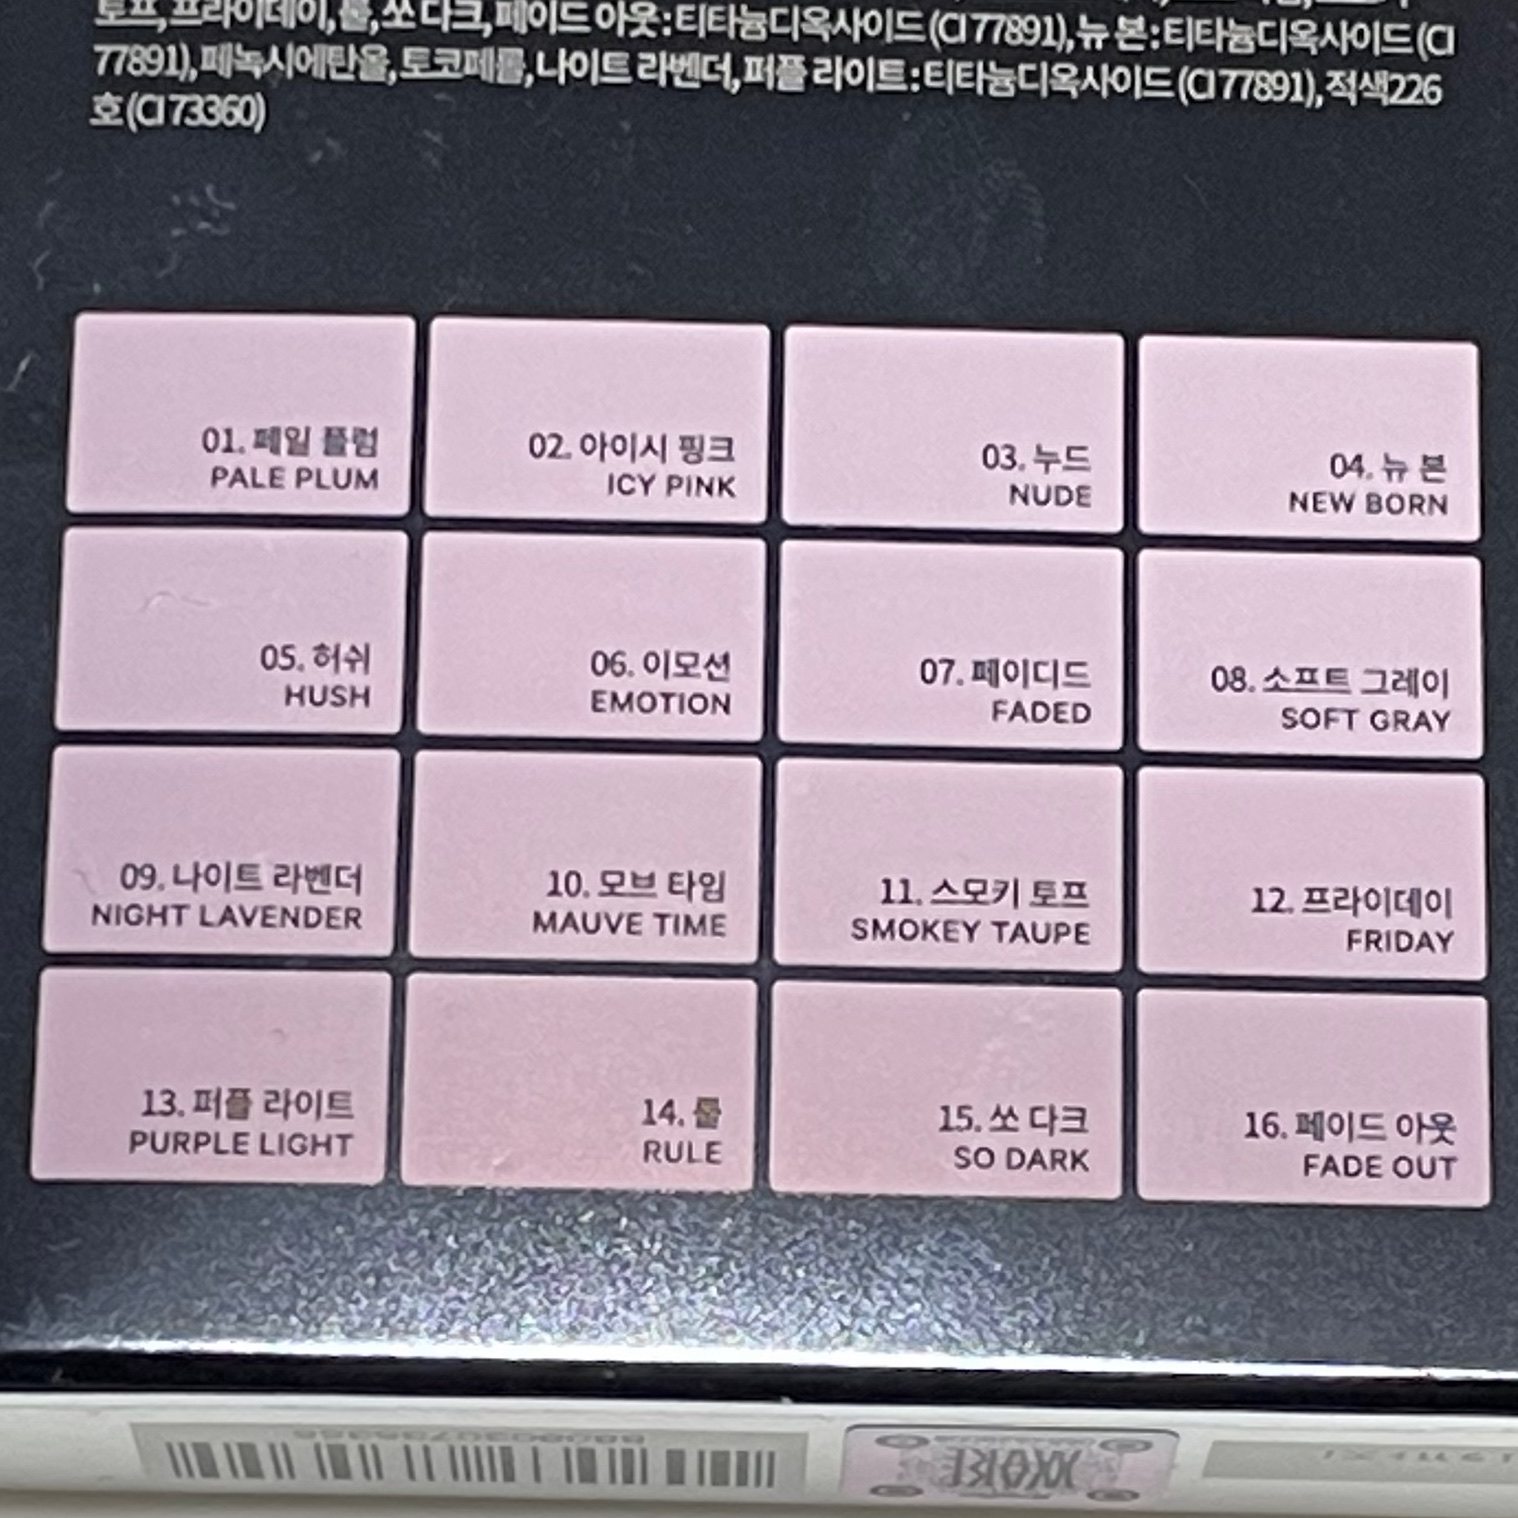 토프,프라이데이,룰,쏘 다크,페이드 아웃:티타늄디옥사이드(CI 77891),뉴 본:티타늄디옥사이드(CI
77891),페녹시에탄올,토코페롤,나이트 라벤더,퍼플 라이트:티타늄디옥사이드(CI 77891),적색226
호(CI 73360)
01. 페일 플럼
PALE PLUM
02. 아이시 핑크
ICY PINK
03. 누드
NUDE
04. 뉴 본
NEW BORN
05. 허쉬
HUSH
06. 이모션
EMOTION
07. 페이디드
FADED
08. 소프트 그레이
SOFT GRAY
09. 나이트 라벤더
NIGHT LAVENDER
10. 모브 타임
MAUVE TIME
11. 스모키 토프
SMOKEY TAUPE
12. 프라이데이
FRIDAY
13. 퍼플 라이트
PURPLE LIGHT
14. 룰
RULE
15. 쏘 다크
SO DARK
16. 페이드 아웃
FADE OUT